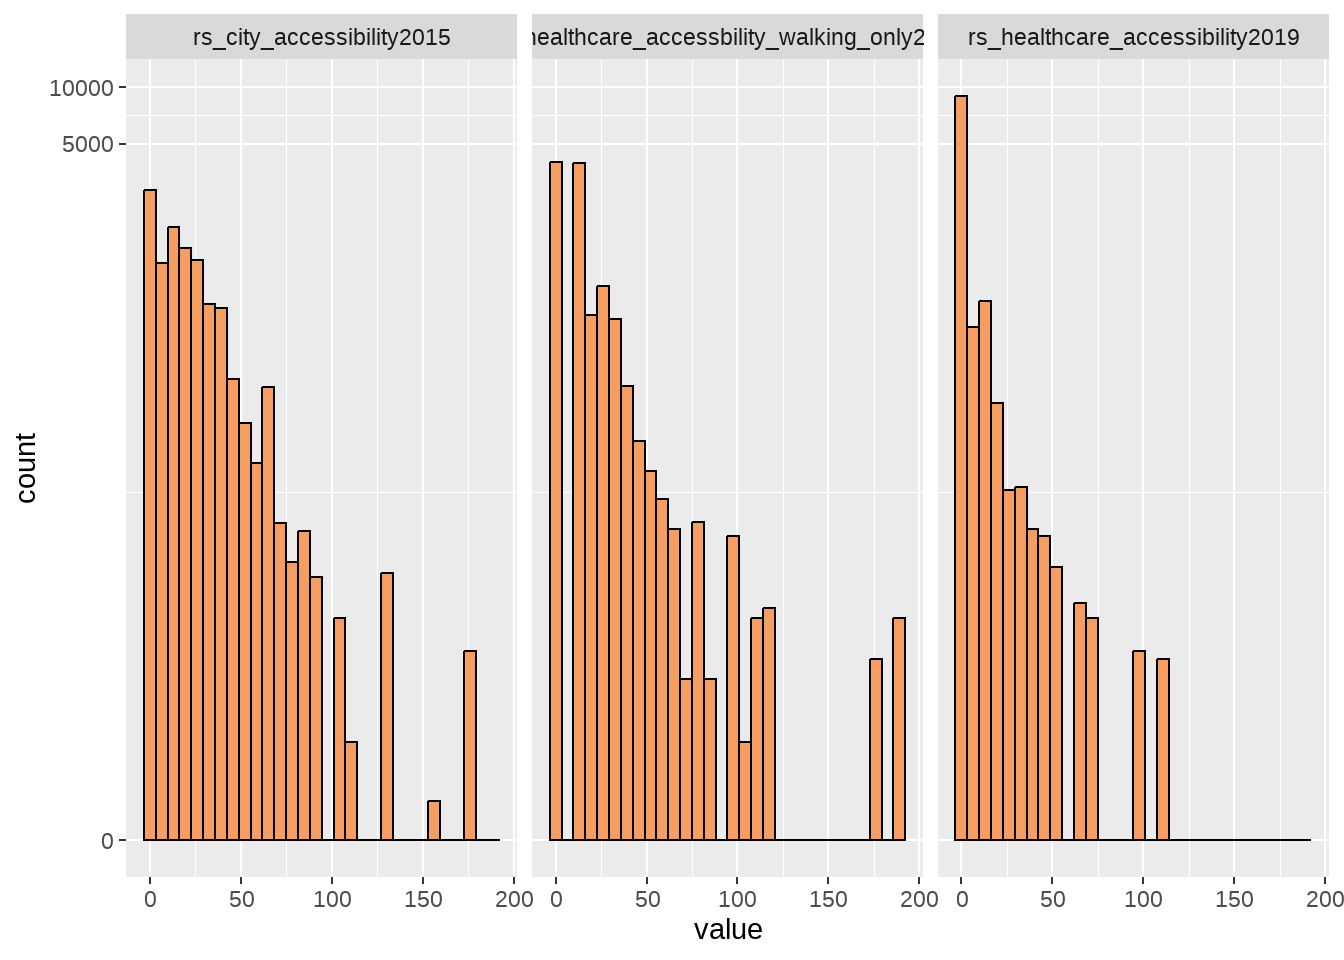 rs_city_accessibility2015
healthcare_accessbility_walking_only2
rs_healthcare_accessibility2019
10000
5000
0
count
0 50 100 150 200
0 50 100 150 200
0 50 100 150 200
value